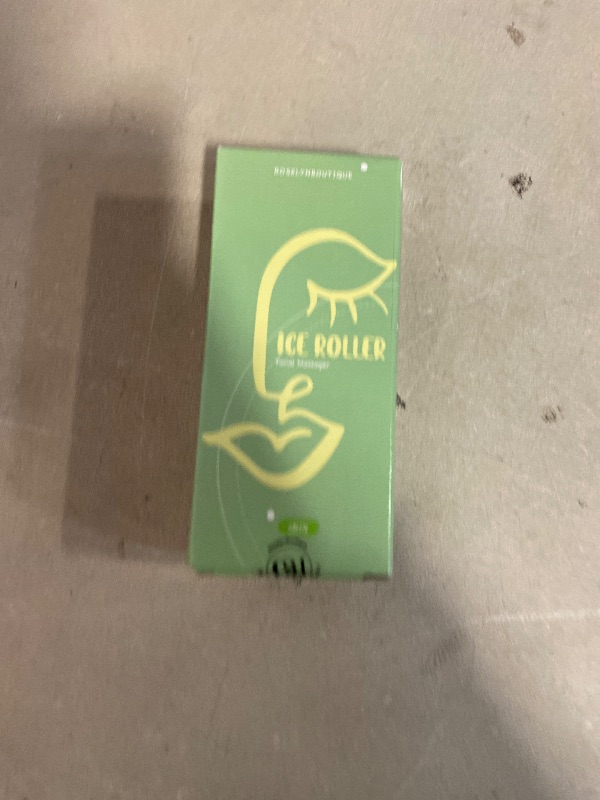 ROSELYNBOUTIQUE
ICE ROLLER
Facial Massager